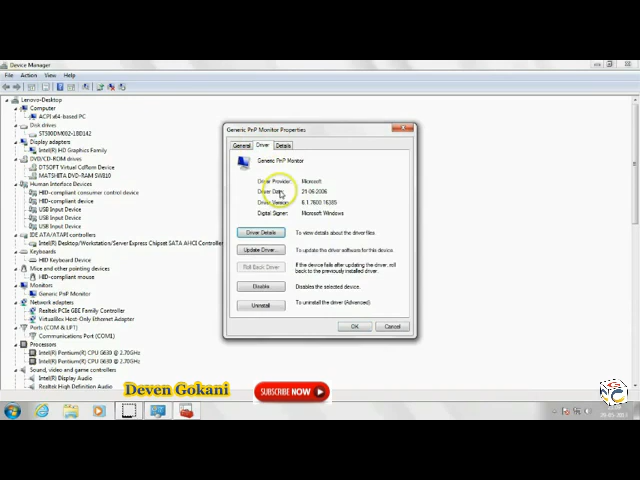 Device Manager
File Action View Help
Lenovo-Desktop
Computer
ACPI x64-based PC
Disk drives
ST500DM002-1BD142
Display adapters
Intel(R) HD Graphics Family
DVD/CD-ROM drives
DTSOFT Virtual CdRom Device
MATSHITA DVD-RAM SW810
Human Interface Devices
HID-compliant consumer control device
HID-compliant device
USB Input Device
USB Input Device
USB Input Device
IDE ATA/ATAPI controllers
Desktop/Workstation/Server Express Chipset SATA AHCI Controller
Keyboards
HID Keyboard Device
Mice and other pointing devices
HID-compliant mouse
Monitors
Generic PnP Monitor
Network adapters
Realtek PCIe GBE Family Controller
VirtualBox Host-Only Ethernet Adapter
Ports (COM & LPT)
Communications Port (COM1)
Processors
Intel(R) Pentium(R) CPU G630 @ 2.70GHz
Intel(R) Pentium(R) CPU G630 @ 2.70GHz
Sound, video and game controllers
Intel(R) Display Audio
Realtek High Definition Audio
Generic PnP Monitor Properties
General Driver Details
Generic PnP Monitor
Driver Provider: Microsoft
Driver Date: 21-06-2006
Driver Version: 6.1.7600.16385
Digital Signer: Microsoft Windows
Driver Details To view details about the driver files.
Update Driver... To update the driver software for this device.
Roll Back Driver If the device fails after updating the driver, roll
back to the previously installed driver.
Disable Disables the selected device.
Uninstall To uninstall the driver (Advanced).
OK Cancel
Deven Gokani
SUBSCRIBE NOW